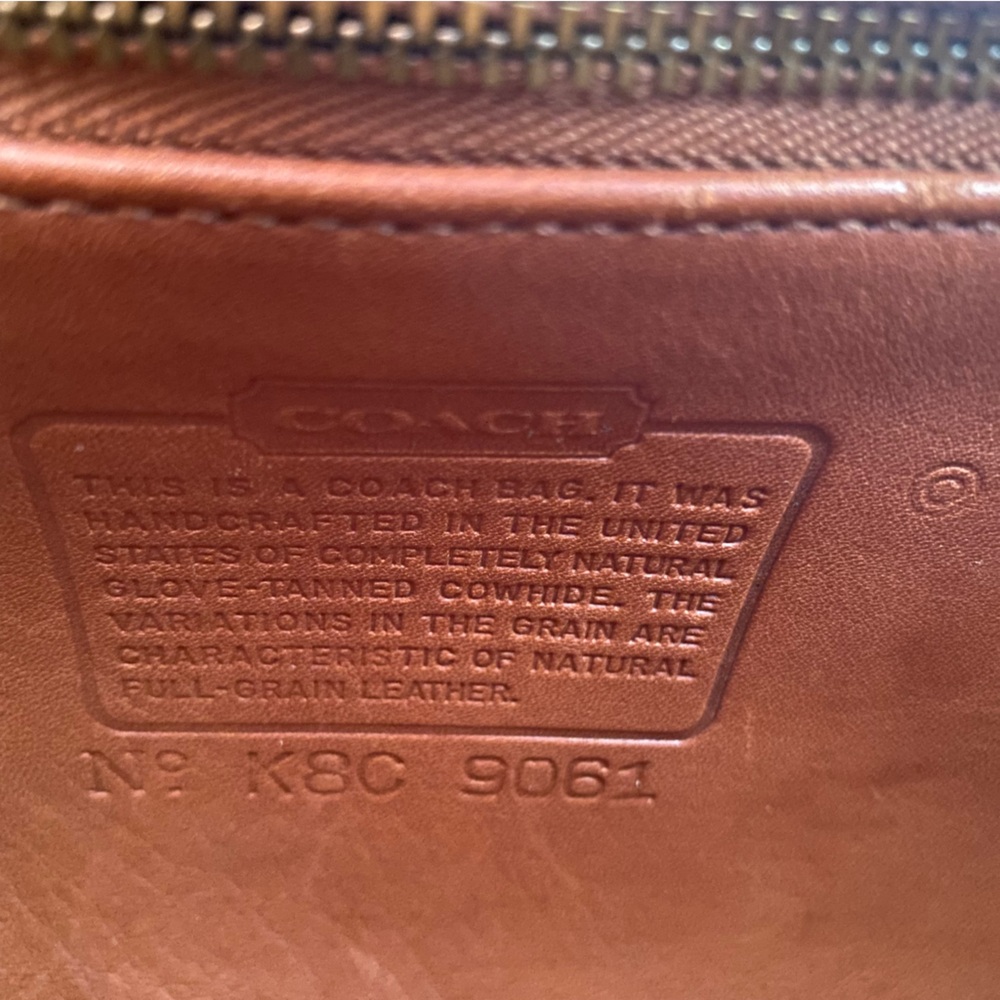 COACH
THIS IS A COACH BAG. IT WAS
HANDCRAFTED IN THE UNITED
STATES OF COMPLETELY NATURAL
GLOVE-TANNED COWHIDE. THE
VARIATIONS IN THE GRAIN ARE
CHARACTERISTIC OF NATURAL
FULL-GRAIN LEATHER.
Nº K8C 9061